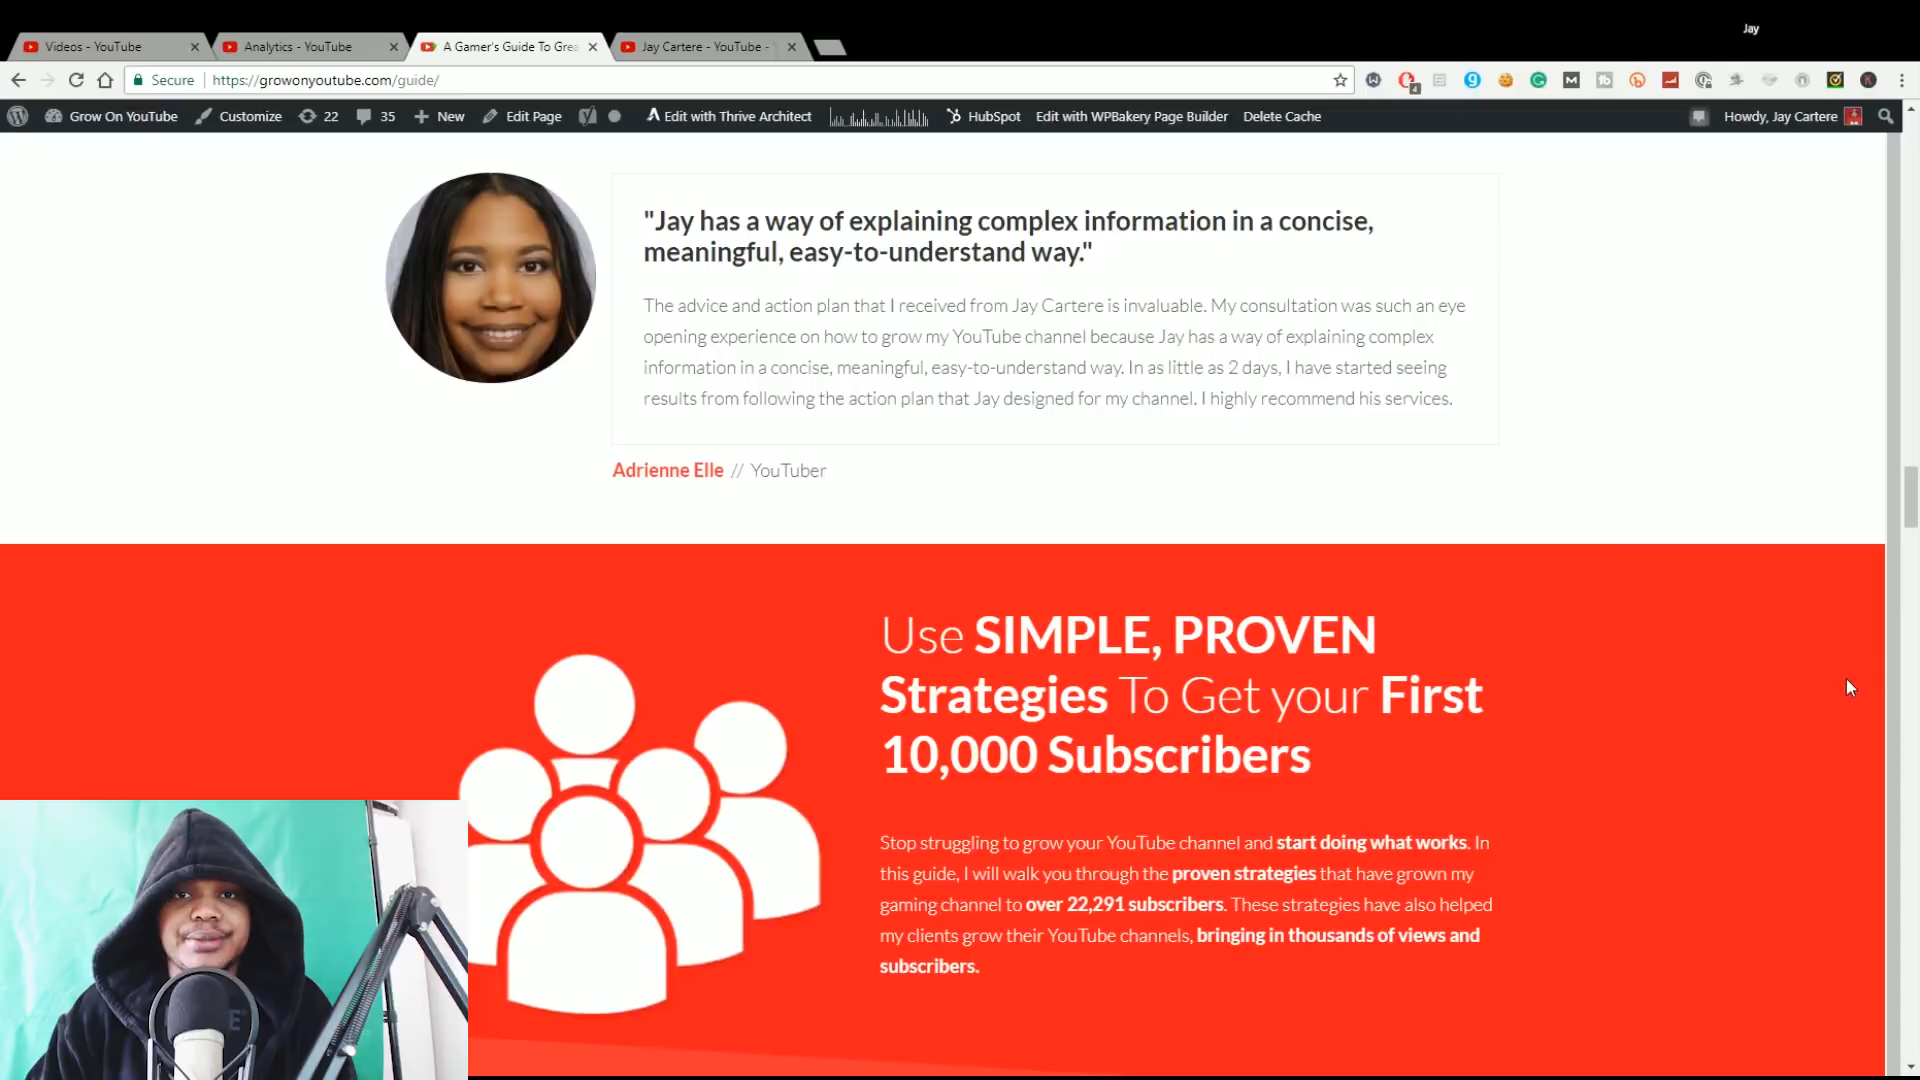 Jay
Videos - YouTube
Analytics - YouTube
A Gamer's Guide To Grea
Jay Cartere - YouTube -
Secure https://growonyoutube.com/guide/
Grow On YouTube Customize 22 35 New Edit Page Edit with Thrive Architect HubSpot Edit with WPBakery Page Builder Delete Cache Howdy, Jay Cartere
"Jay has a way of explaining complex information in a concise,
meaningful, easy-to-understand way."
The advice and action plan that I received from Jay Cartere is invaluable. My consultation was such an eye
opening experience on how to grow my YouTube channel because Jay has a way of explaining complex
information in a concise, meaningful, easy-to-understand way. In as little as 2 days, I have started seeing
results from following the action plan that Jay designed for my channel. I highly recommend his services.
Adrienne Elle // YouTuber
Use SIMPLE, PROVEN
Strategies To Get your First
10,000 Subscribers
Stop struggling to grow your YouTube channel and start doing what works. In
this guide, I will walk you through the proven strategies that have grown my
gaming channel to over 22,291 subscribers. These strategies have also helped
my clients grow their YouTube channels, bringing in thousands of views and
subscribers.